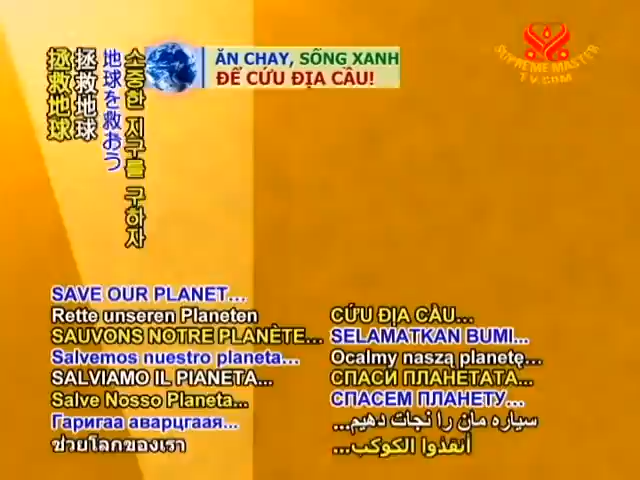 拯救地球
拯救地球
地球を救おう
소중한 지구를 구하자
ĂN CHAY, SỐNG XANH
ĐỂ CỨU ĐỊA CẦU!
SUPREME MASTER
TV.COM
SAVE OUR PLANET...
Rette unseren Planeten
SAUVONS NOTRE PLANÈTE...
Salvemos nuestro planeta...
SALVIAMO IL PIANETA...
Salve Nosso Planeta...
Гаригаа аварцгаая...
ช่วยโลกของเรา
CỨU ĐỊA CẦU...
SELAMATKAN BUMI...
Ocalmy naszą planetę...
СПАСИ ПЛАНЕТАТА...
СПАСЕМ ПЛАНЕТУ...
سیاره مان را نجات دهیم...
أنقذوا الكوكب...